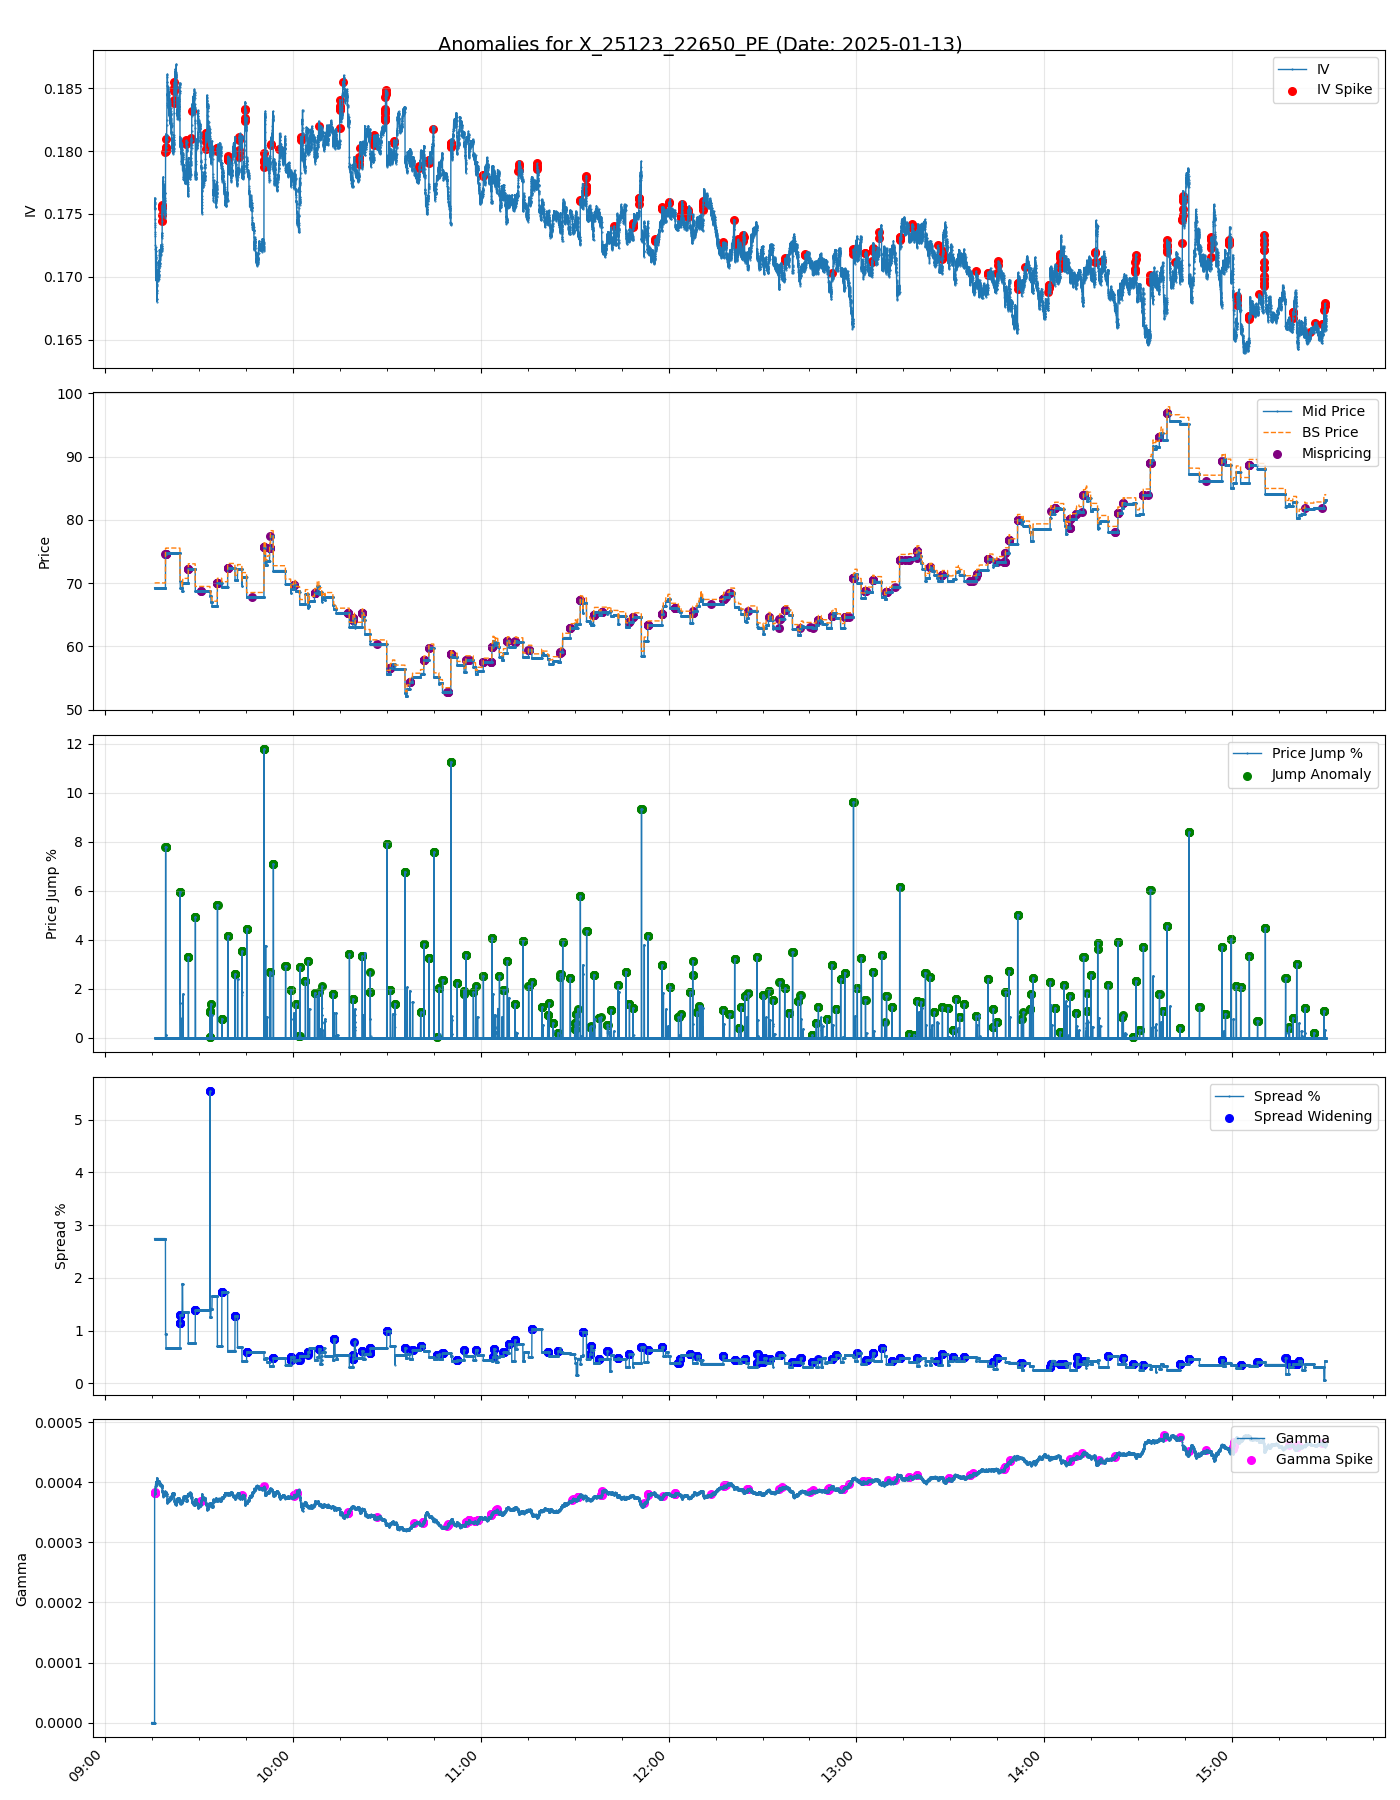 Anomalies for X_25123_22650_PE (Date: 2025-01-13)
IV
IV Spike
0.185
0.180
0.175
0.170
0.165
IV
Mid Price
BS Price
Mispricing
100
90
80
70
60
50
Price
Price Jump %
Jump Anomaly
12
10
8
6
4
2
0
Price Jump %
Spread %
Spread Widening
5
4
3
2
1
0
Spread %
Gamma
Gamma Spike
0.0005
0.0004
0.0003
0.0002
0.0001
0.0000
Gamma
09:00
10:00
11:00
12:00
13:00
14:00
15:00